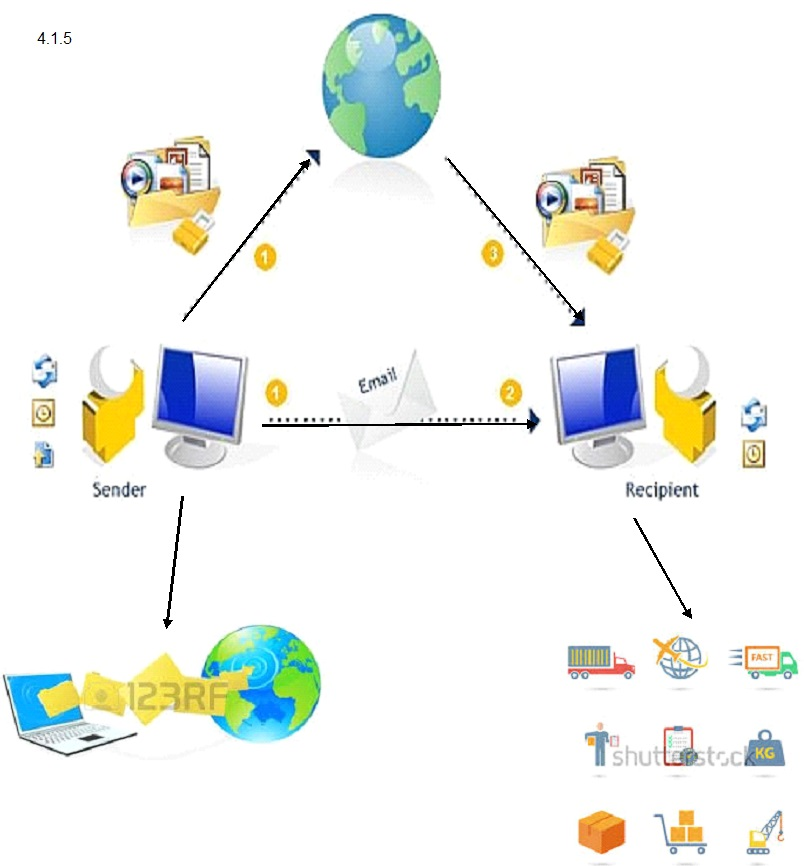 4.1.5
1
3
1
Email
2
Sender
Recipient
123RF
FAST
shutterstock
KG